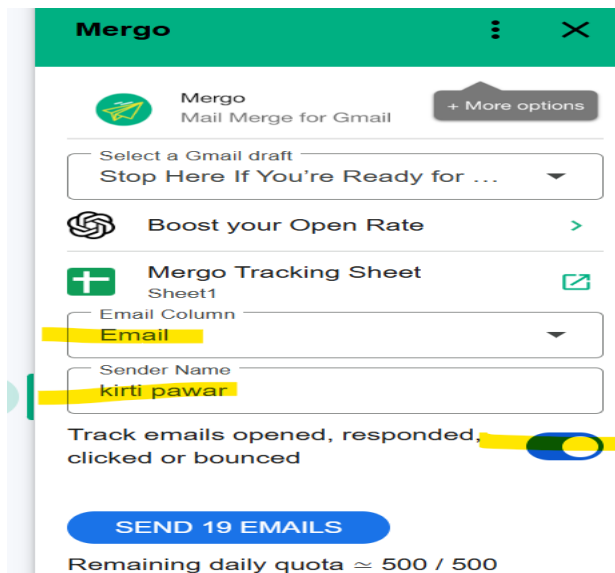 Mergo
Mergo
Mail Merge for Gmail
+ More options
Select a Gmail draft
Stop Here If You're Ready for ...
Boost your Open Rate
Mergo Tracking Sheet
Sheet1
Email Column
Email
Sender Name
kirti pawar
Track emails opened, responded,
clicked or bounced
SEND 19 EMAILS
Remaining daily quota ≃ 500 / 500